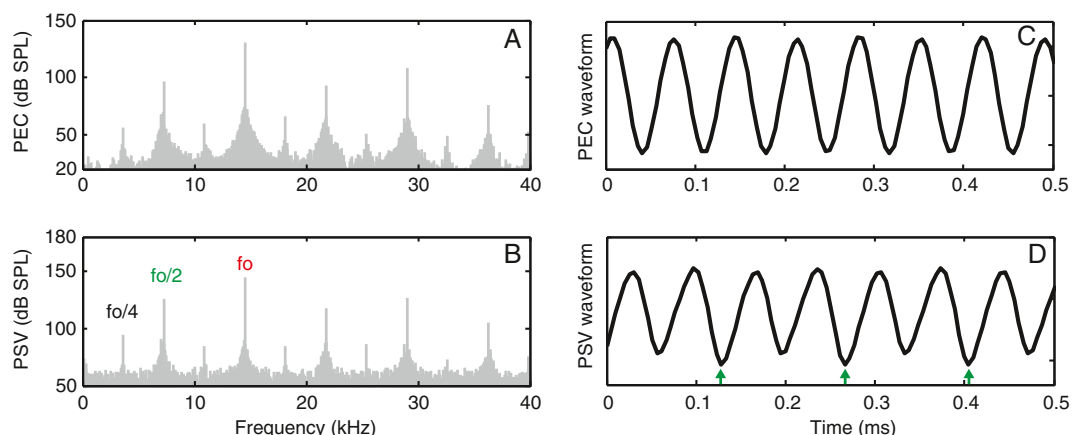 150
100
50
20
PEC (dB SPL)
A
0
10
20
30
40
PEC waveform
C
0
0.1
0.2
0.3
0.4
0.5
180
150
100
50
PSV (dB SPL)
B
fo/4
fo/2
fo
0
10
20
30
40
Frequency (kHz)
PSV waveform
D
0
0.1
0.2
0.3
0.4
0.5
Time (ms)